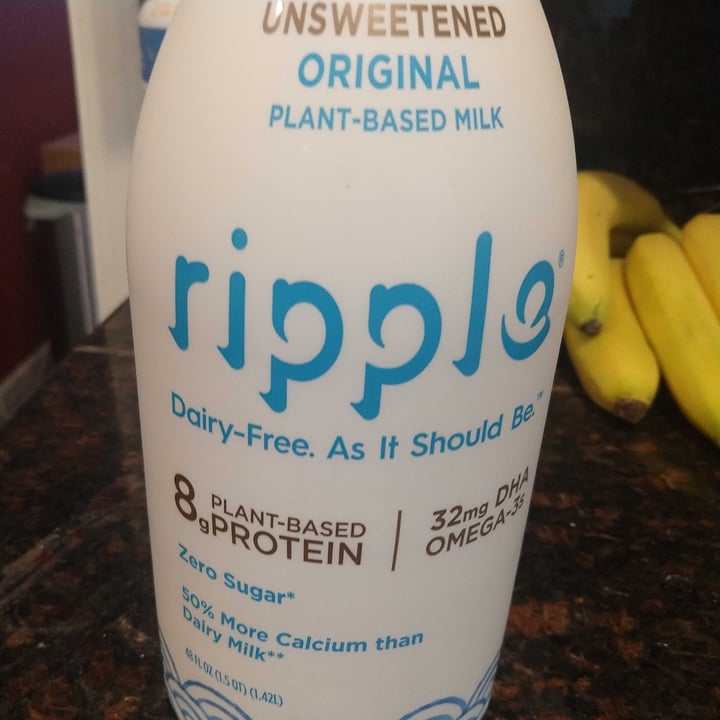 UNSWEETENED
ORIGINAL
PLANT-BASED MILK
ripple®
Dairy-Free. As It Should Be.™
8g PLANT-BASED
PROTEIN
32mg DHA
OMEGA-3s
Zero Sugar*
50% More Calcium than
Dairy Milk**
48 FL OZ (1.5 QT) (1.42L)